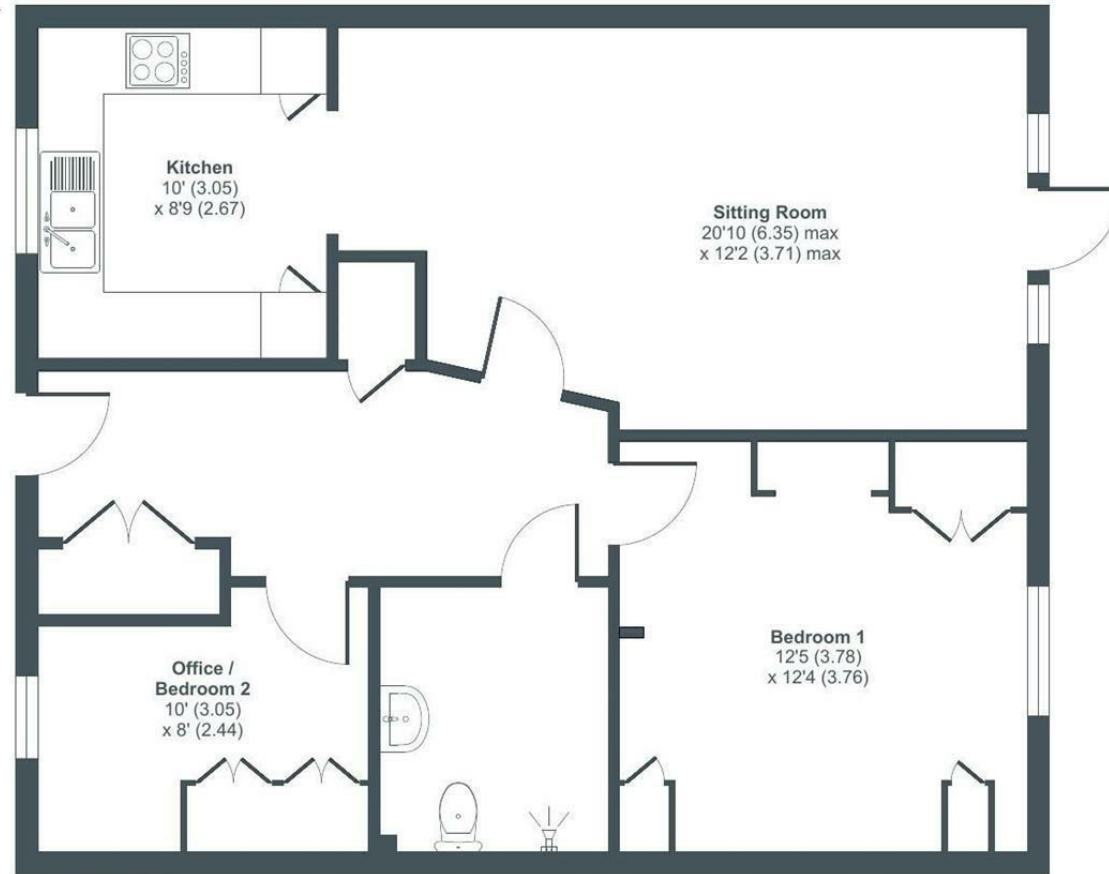 Kitchen
10' (3.05)
x 8'9 (2.67)
Sitting Room
20'10 (6.35) max
x 12'2 (3.71) max
Bedroom 1
12'5 (3.78)
x 12'4 (3.76)
Office /
Bedroom 2
10' (3.05)
x 8' (2.44)